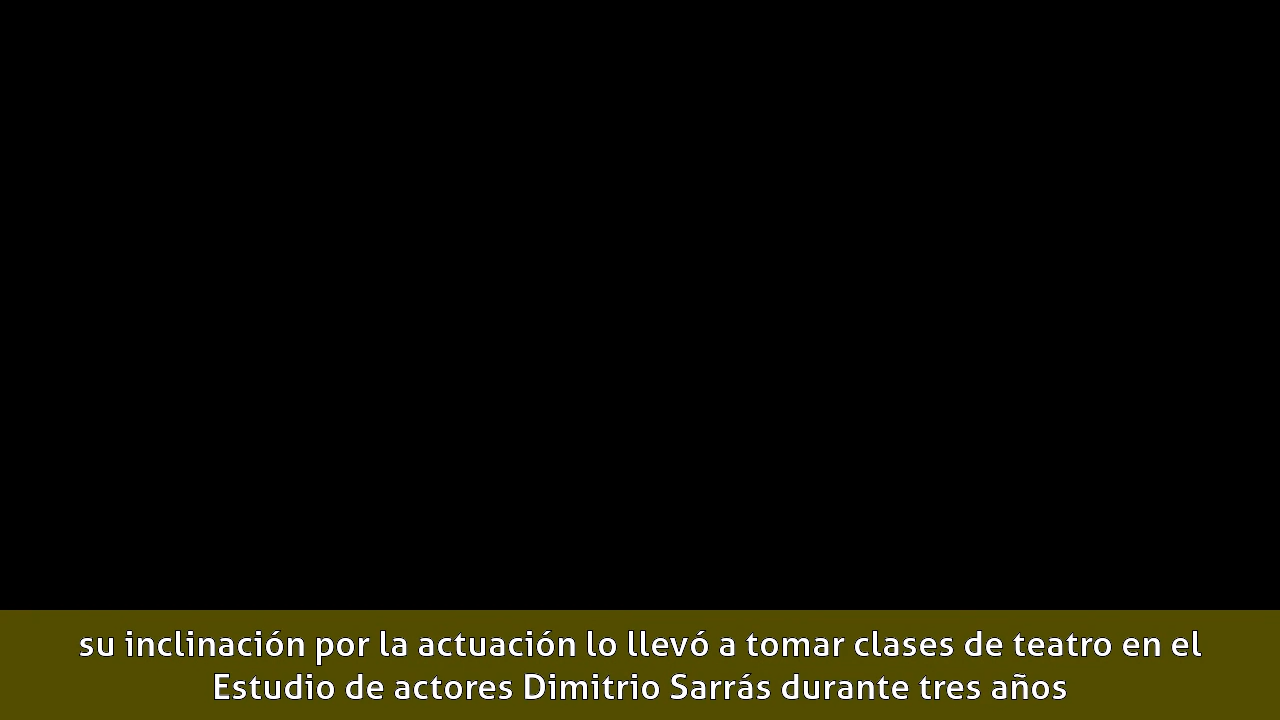 su inclinación por la actuación lo llevó a tomar clases de teatro en el
Estudio de actores Dimitrio Sarrás durante tres años